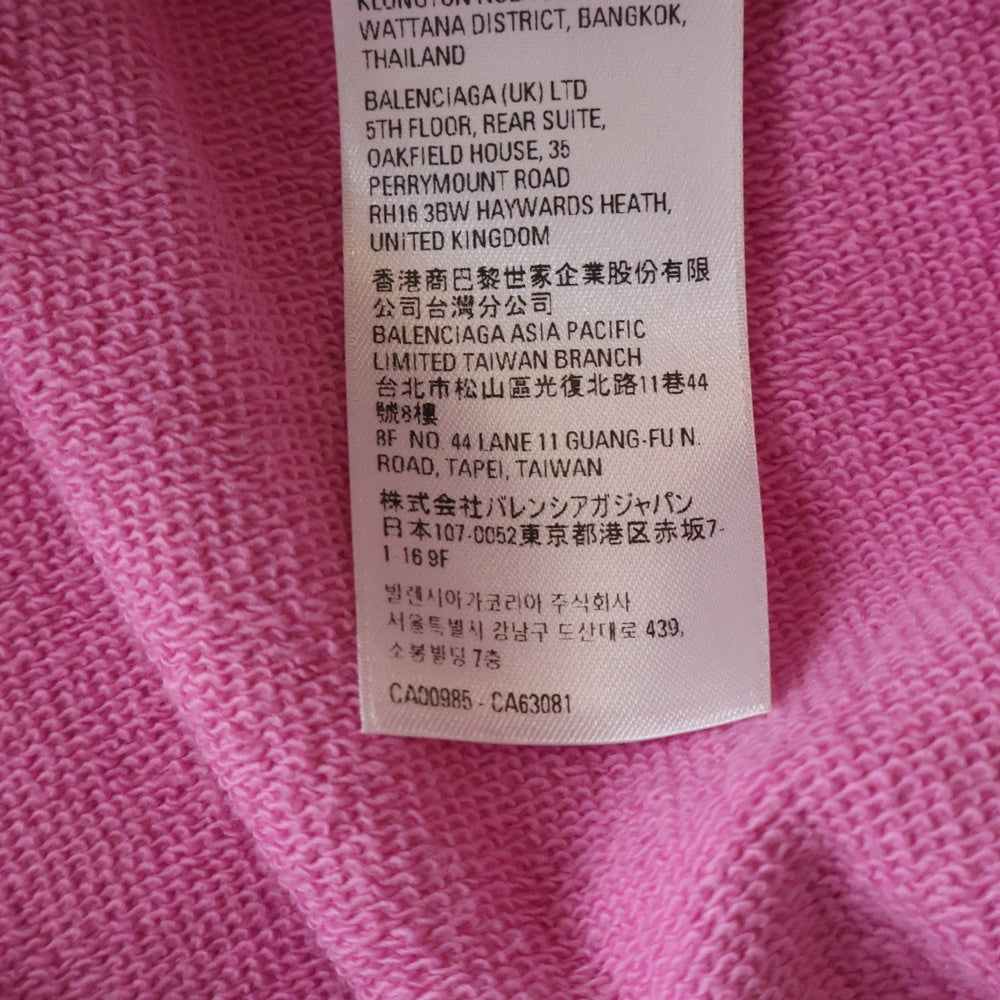 WATTANA DISTRICT, BANGKOK,
THAILAND
BALENCIAGA (UK) LTD
5TH FLOOR, REAR SUITE,
OAKFIELD HOUSE, 35
PERRYMOUNT ROAD
RH16 3BW HAYWARDS HEATH,
UNITED KINGDOM
香港商巴黎世家企業股份有限
公司台灣分公司
BALENCIAGA ASIA PACIFIC
LIMITED TAIWAN BRANCH
台北市松山區光復北路11巷44
號8樓
8F NO 44 LANE 11 GUANG-FU N.
ROAD, TAPEI, TAIWAN
株式会社バレンシアガジャパン
日本107-0052東京都港区赤坂7-
1-16 9F
발렌시아가코리아 주식회사
서울특별시 강남구 도산대로 439,
소봉빌딩 7층
CA00985 - CA63081